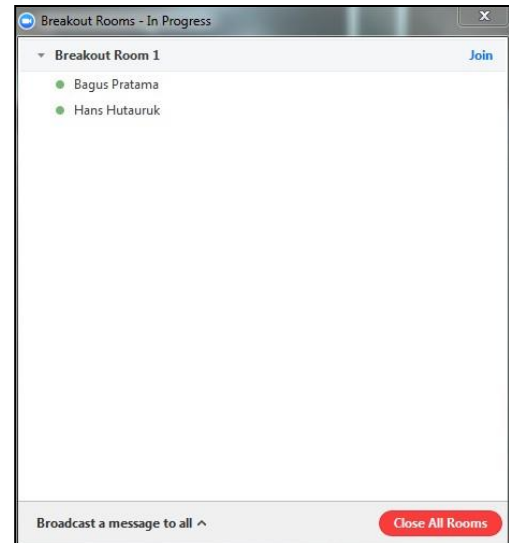 Breakout Rooms - In Progress
Breakout Room 1 Join
Bagus Pratama
Hans Hutauruk
Broadcast a message to all Close All Rooms